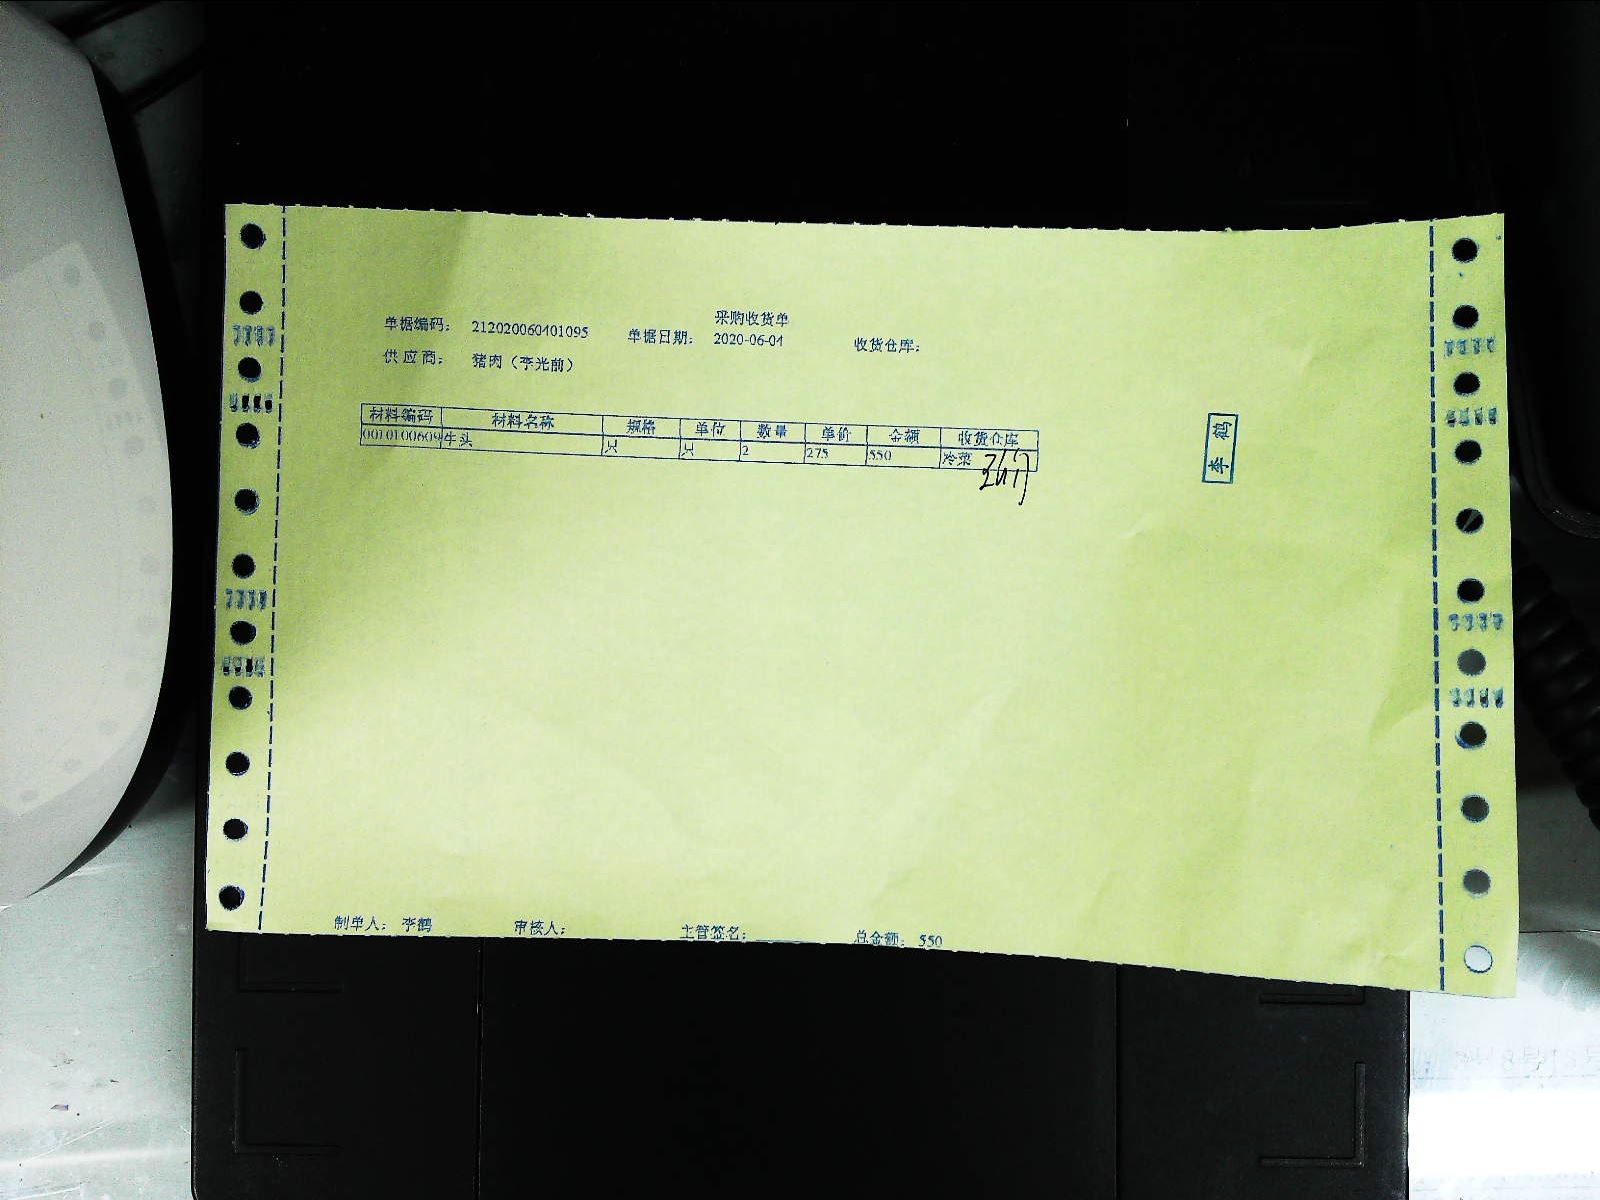 采购收货单
单据编码： 212020060401095 单据日期： 2020-06-01 收货仓库：
供应商： 猪肉（李光前）
材料编码 材料名称 规格 单位 数量 单价 金额 收货仓库
0010100609 牛头 只 只 2 275 550 冷菜
李鹤
制单人： 李鹤 审核人： 主管签名： 总金额： 550